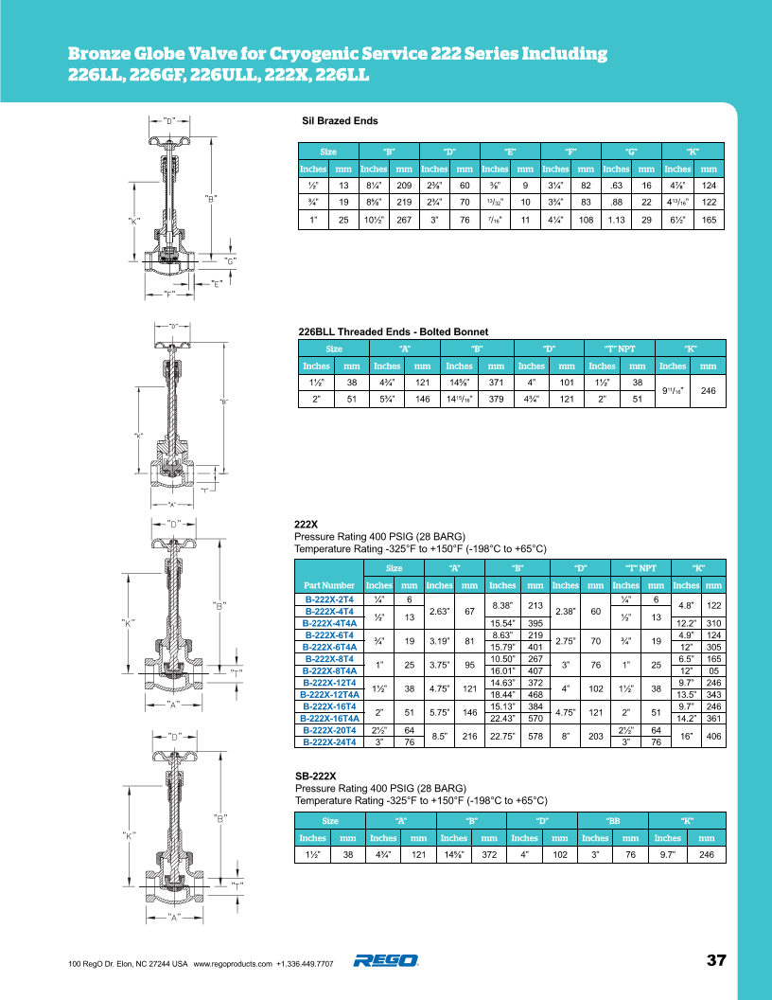 Bronze Globe Valve for Cryogenic Service 222 Series Including
226LL, 226GF, 226ULL, 222X, 226LL
"D"
"B"
"K"
"G"
"E"
"F"
Sil Brazed Ends
Size "B" "D" "E" "F" "G" "K"
Inches mm Inches mm Inches mm Inches mm Inches mm Inches mm Inches mm
½" 13 8¼" 209 2⅜" 60 ⅜" 9 3¼" 82 .63 16 4⅞" 124
¾" 19 8⅝" 219 2¾" 70 13/32" 10 3¾" 83 .88 22 413/16" 122
1" 25 10½" 267 3" 76 7/16" 11 4¼" 108 1.13 29 6½" 165
"D"
"B"
"K"
"T"
"A"
226BLL Threaded Ends - Bolted Bonnet
Size "A" "B" "D" "T" NPT "K"
Inches mm Inches mm Inches mm Inches mm Inches mm Inches mm
1½" 38 4¾" 121 14⅝" 371 4" 101 1½" 38 911/16" 246
2" 51 5¾" 146 1415/16" 379 4¾" 121 2" 51
"D"
"B"
"K"
"T"
"A"
222X
Pressure Rating 400 PSIG (28 BARG)
Temperature Rating -325°F to +150°F (-198°C to +65°C)
Part Number Size "A" "B" "D" "T" NPT "K"
Inches mm Inches mm Inches mm Inches mm Inches mm Inches mm
B-222X-2T4 ¼" 6 2.63" 67 8.38" 213 2.38" 60 ¼" 6 4.8" 122
B-222X-4T4 ½" 13 ½" 13
B-222X-4T4A 15.54" 395 12.2" 310
B-222X-6T4 ¾" 19 3.19" 81 8.63" 219 2.75" 70 ¾" 19 4.9" 124
B-222X-6T4A 15.79" 401 12" 305
B-222X-8T4 1" 25 3.75" 95 10.50" 267 3" 76 1" 25 6.5" 165
B-222X-8T4A 16.01" 407 12" 05
B-222X-12T4 1½" 38 4.75" 121 14.63" 372 4" 102 1½" 38 9.7" 246
B-222X-12T4A 18.44" 468 13.5" 343
B-222X-16T4 2" 51 5.75" 146 15.13" 384 4.75" 121 2" 51 9.7" 246
B-222X-16T4A 22.43" 570 14.2" 361
B-222X-20T4 2½" 64 8.5" 216 22.75" 578 8" 203 2½" 64 16" 406
B-222X-24T4 3" 76 3" 76
"D"
"B"
"K"
"T"
"A"
SB-222X
Pressure Rating 400 PSIG (28 BARG)
Temperature Rating -325°F to +150°F (-198°C to +65°C)
Size "A" "B" "D" "BB "K"
Inches mm Inches mm Inches mm Inches mm Inches mm Inches mm
1½" 38 4¾" 121 14⅝" 372 4" 102 3" 76 9.7" 246
100 RegO Dr. Elon, NC 27244 USA www.regoproducts.com +1.336.449.7707
REGO
37